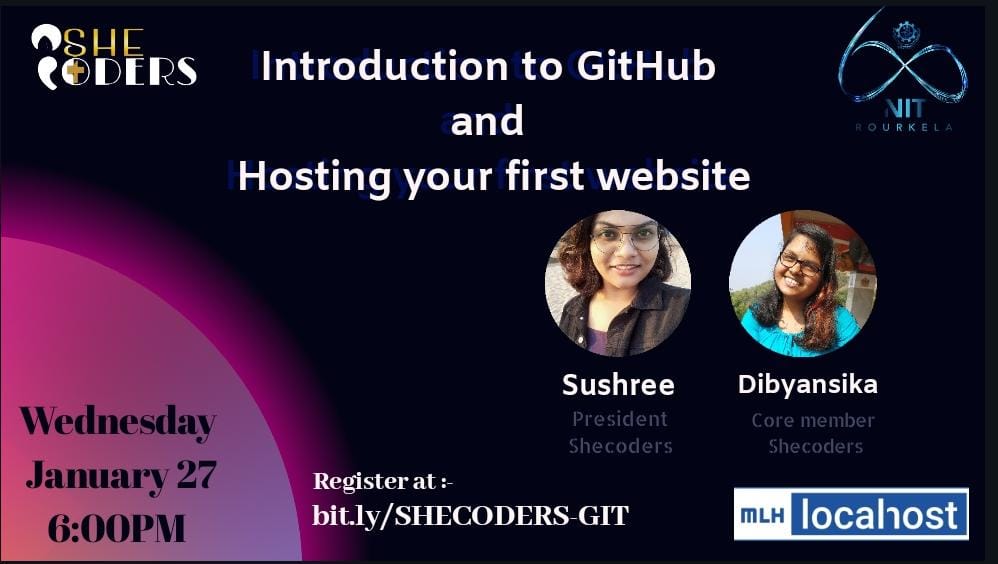 SHE
CODERS
Introduction to GitHub
and
Hosting your first website
NIT
ROURKELA
Sushree
President
Shecoders
Dibyansika
Core member
Shecoders
Wednesday
January 27
6:00PM
Register at :-
bit.ly/SHECODERS-GIT
MLH localhost